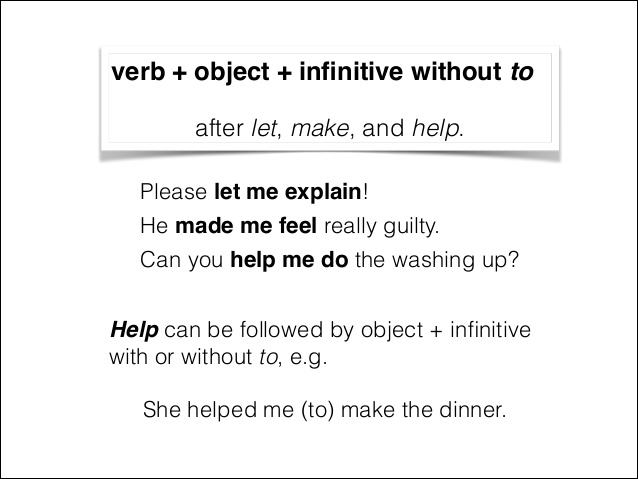 verb + object + infinitive without to
after let, make, and help.
Please let me explain!
He made me feel really guilty.
Can you help me do the washing up?
Help can be followed by object + infinitive
with or without to, e.g.
She helped me (to) make the dinner.